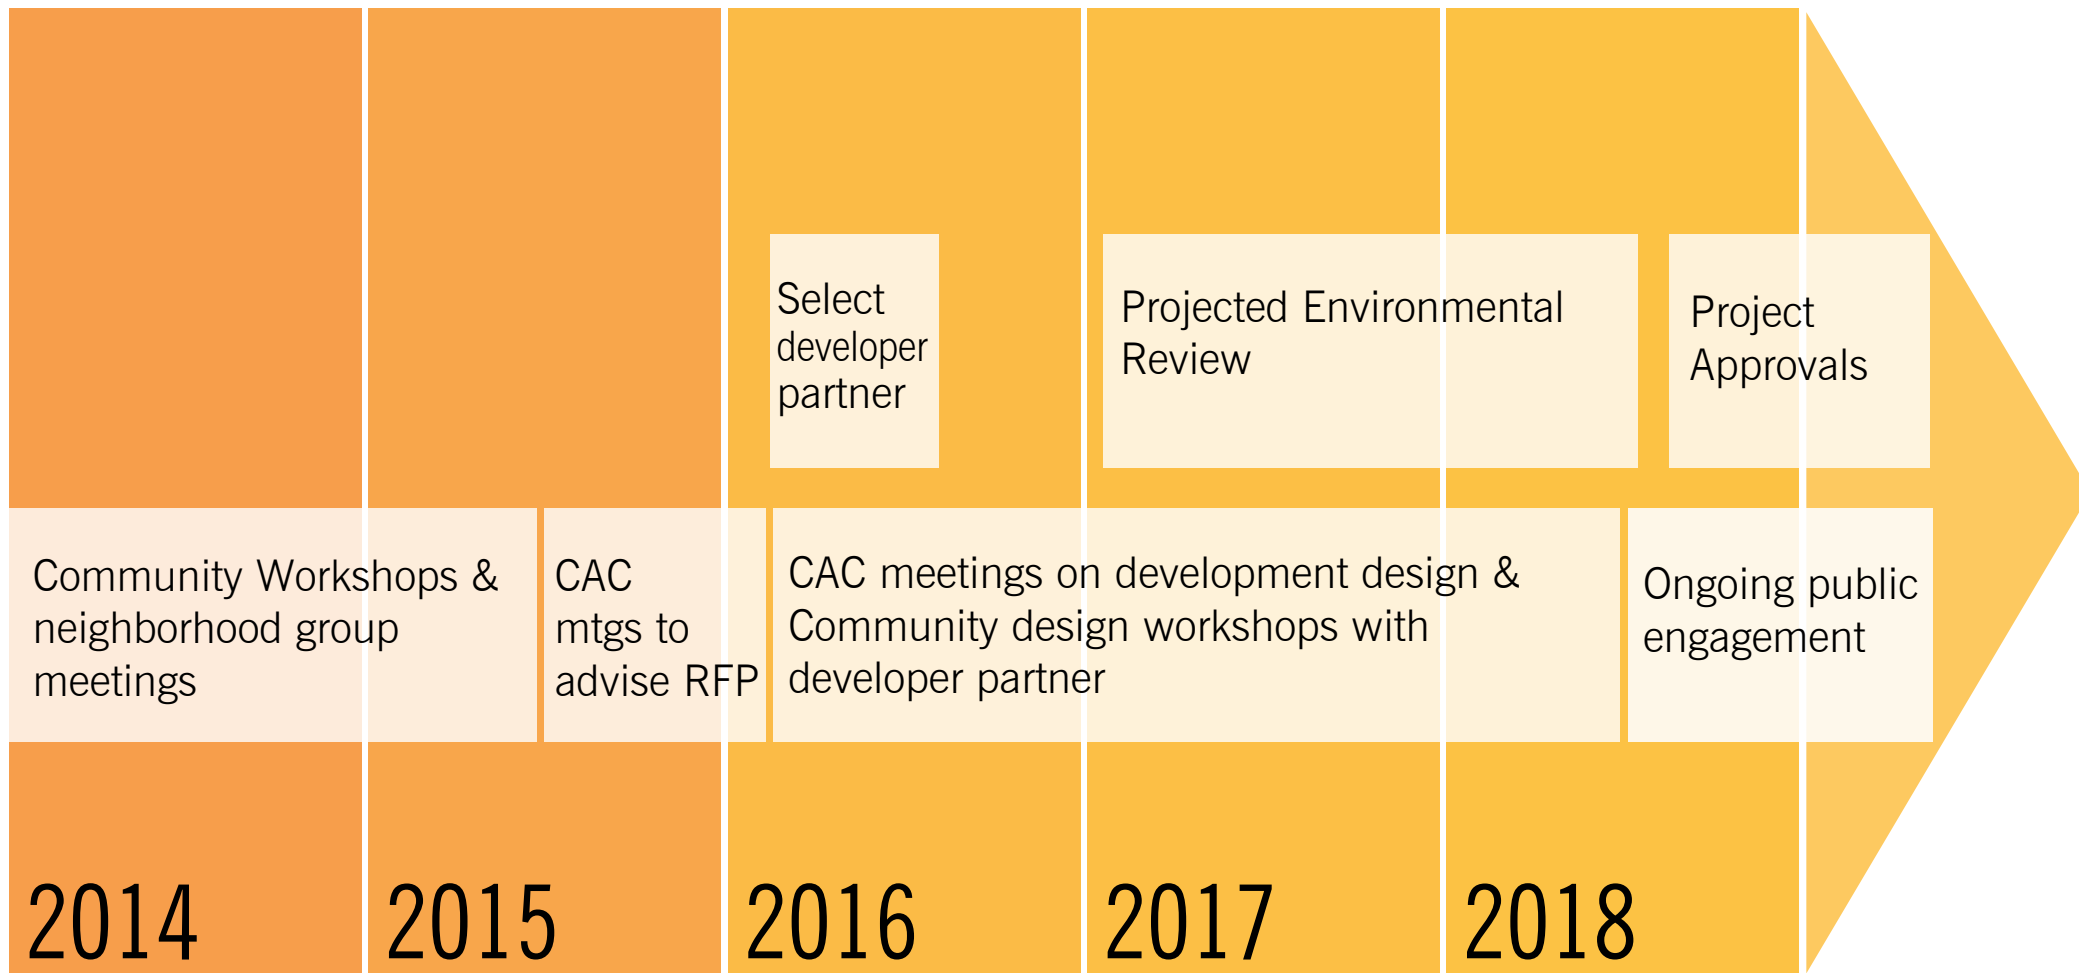 Select
developer
partner
Projected Environmental
Review
Project
Approvals
Community Workshops &
neighborhood group
meetings
CAC
mtgs to
advise RFP
CAC meetings on development design &
Community design workshops with
developer partner
Ongoing public
engagement
2014
2015
2016
2017
2018